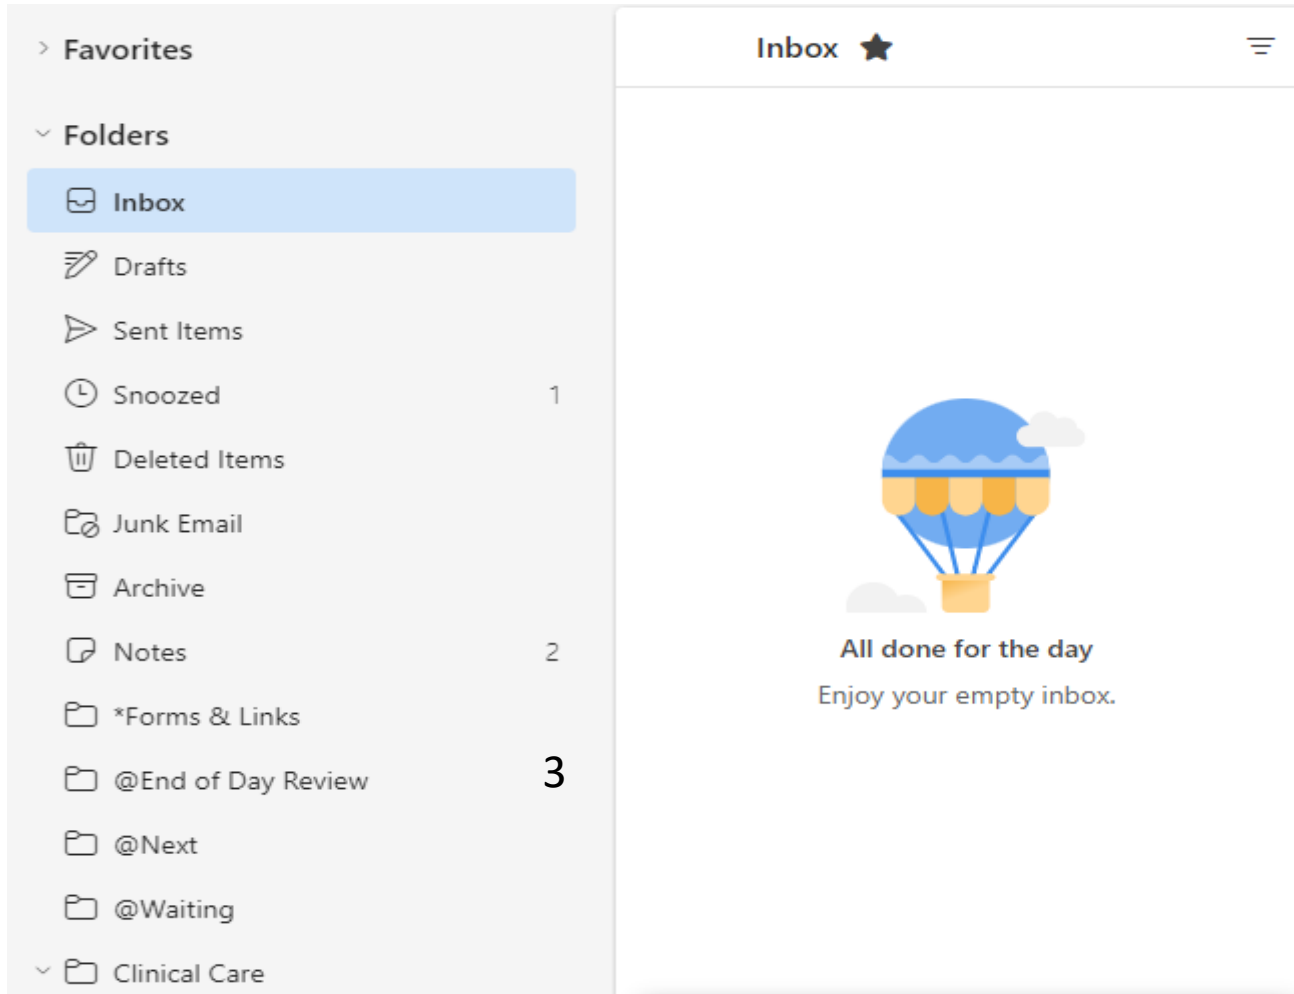 Favorites
Folders
Inbox
Drafts
Sent Items
Snoozed 1
Deleted Items
Junk Email
Archive
Notes 2
*Forms & Links
@End of Day Review 3
@Next
@Waiting
Clinical Care
Inbox
All done for the day
Enjoy your empty inbox.